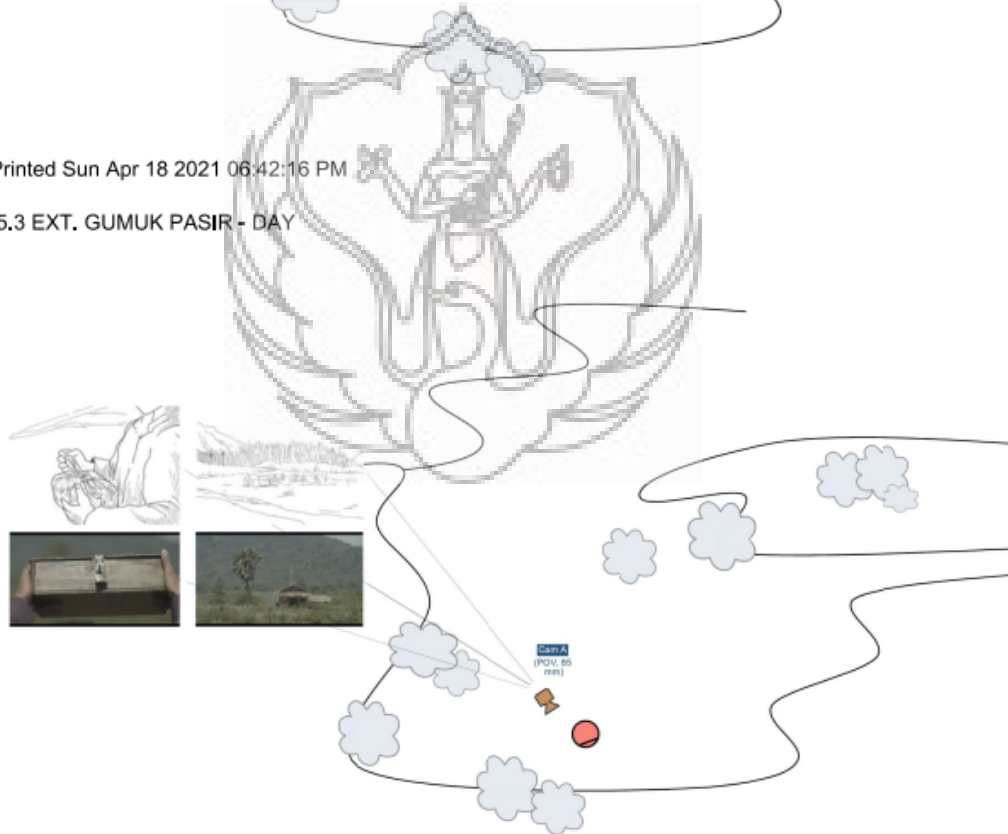 Printed Sun Apr 18 2021 06:42:16 PM
5.3 EXT. GUMUK PASIR - DAY
Cam A
(POV, 85
mm)